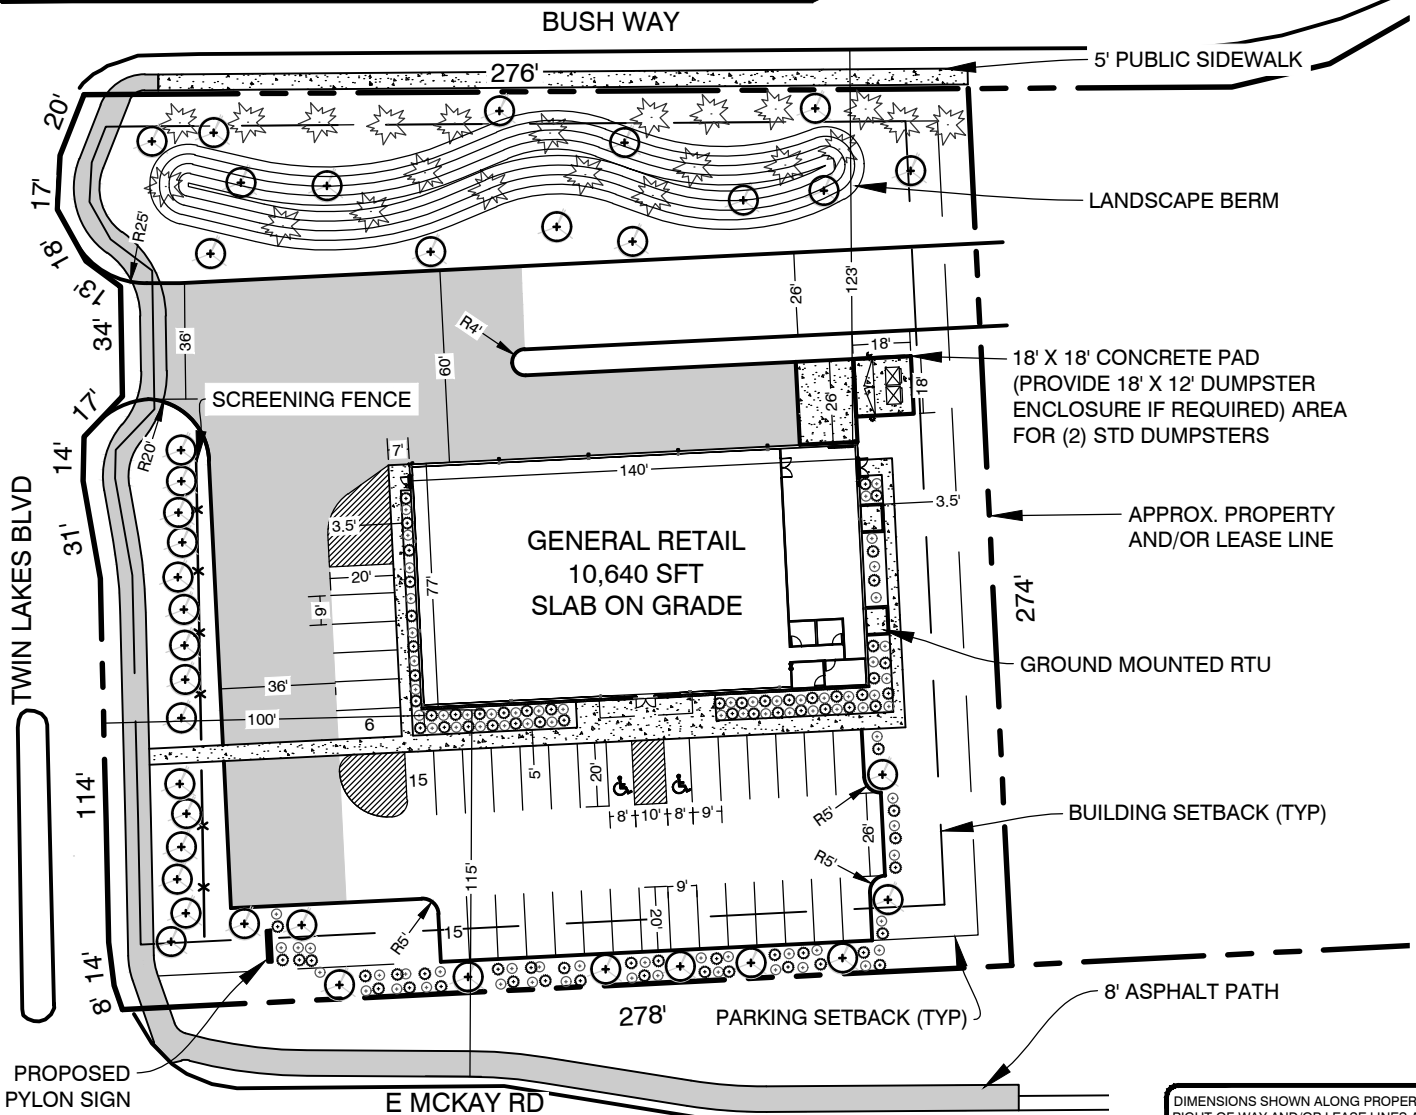 BUSH WAY
5' PUBLIC SIDEWALK
276'
20'
17'
18'
13'
R25'
LANDSCAPE BERM
34'
36'
60'
R4'
26'
123'
18'
18'
26'
18' X 18' CONCRETE PAD
(PROVIDE 18' X 12' DUMPSTER
ENCLOSURE IF REQUIRED) AREA
FOR (2) STD DUMPSTERS
17'
SCREENING FENCE
14'
R20'
7'
140'
3.5'
3.5'
APPROX. PROPERTY
AND/OR LEASE LINE
31'
TWIN LAKES BLVD
GENERAL RETAIL
10,640 SFT
SLAB ON GRADE
77'
20'
9'
274'
GROUND MOUNTED RTU
36'
100'
6
15
5'
20'
8'
10'
8'
9'
R5'
26'
R5'
BUILDING SETBACK (TYP)
114'
115'
9'
20'
15
R5'
14'
8'
278'
PARKING SETBACK (TYP)
8' ASPHALT PATH
PROPOSED
PYLON SIGN
E MCKAY RD
DIMENSIONS SHOWN ALONG PROPER